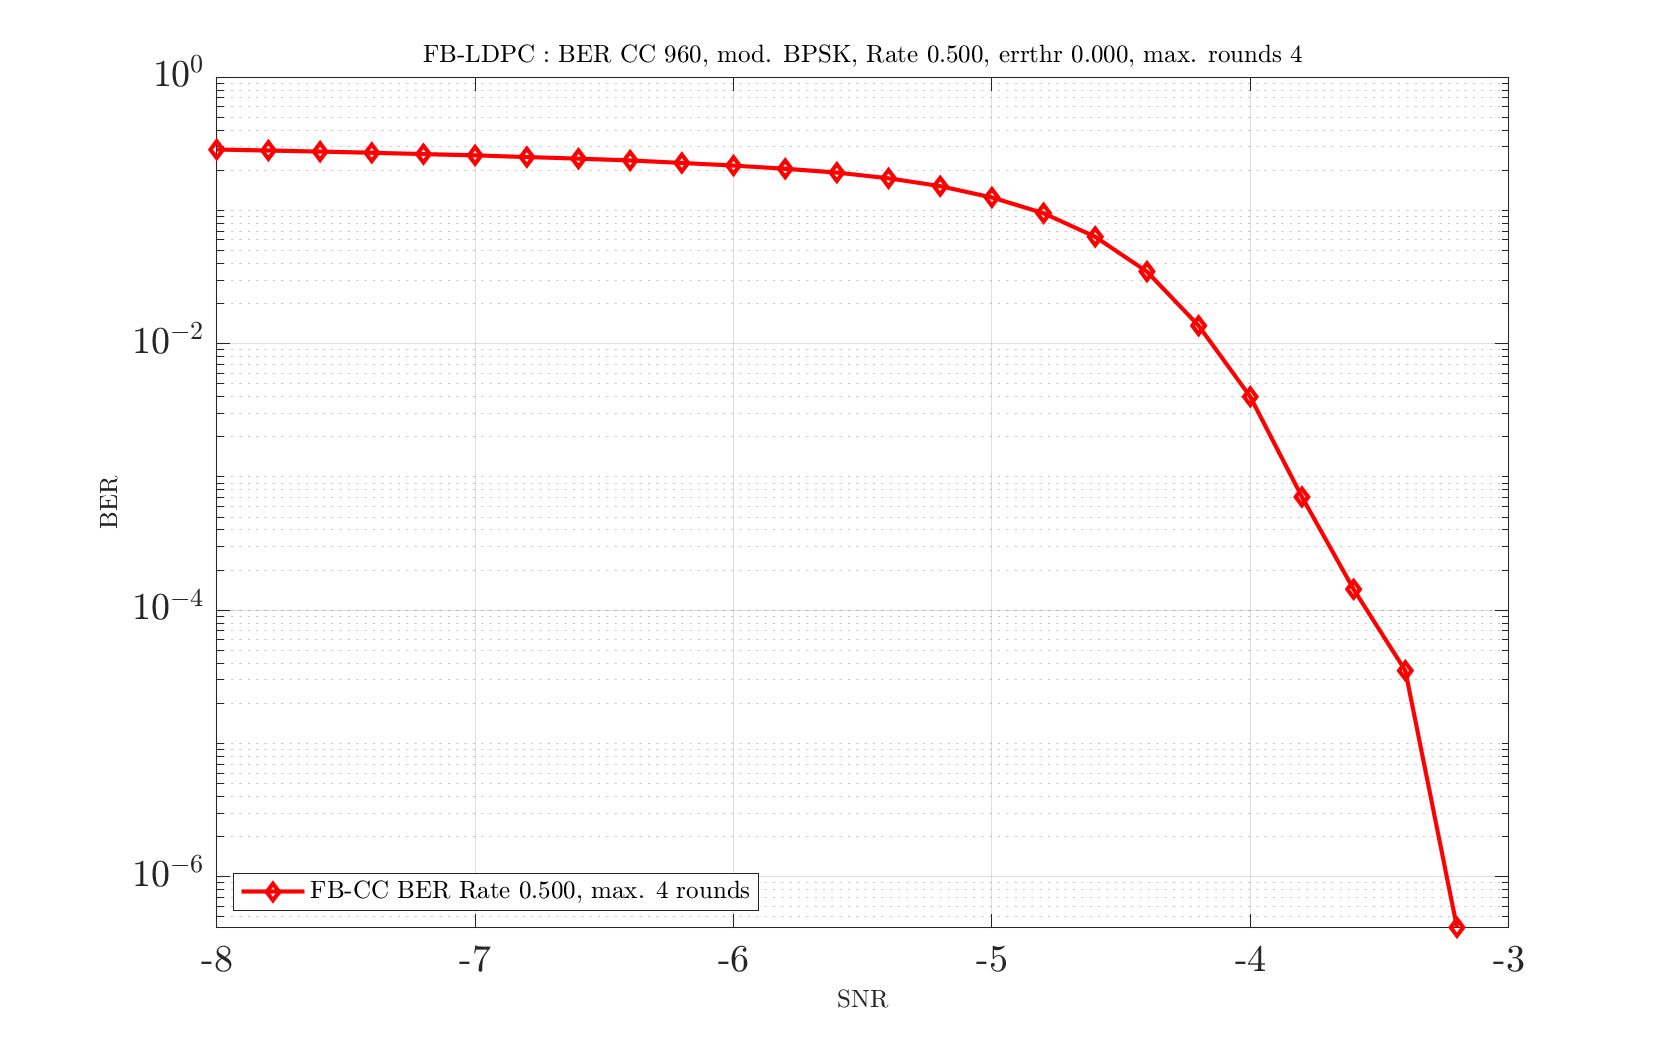 FB-LDPC : BER CC 960, mod. BPSK, Rate 0.500, errthr 0.000, max. rounds 4
10^0
10^-2
10^-4
10^-6
BER
FB-CC BER Rate 0.500, max. 4 rounds
-8 -7 -6 -5 -4 -3
SNR